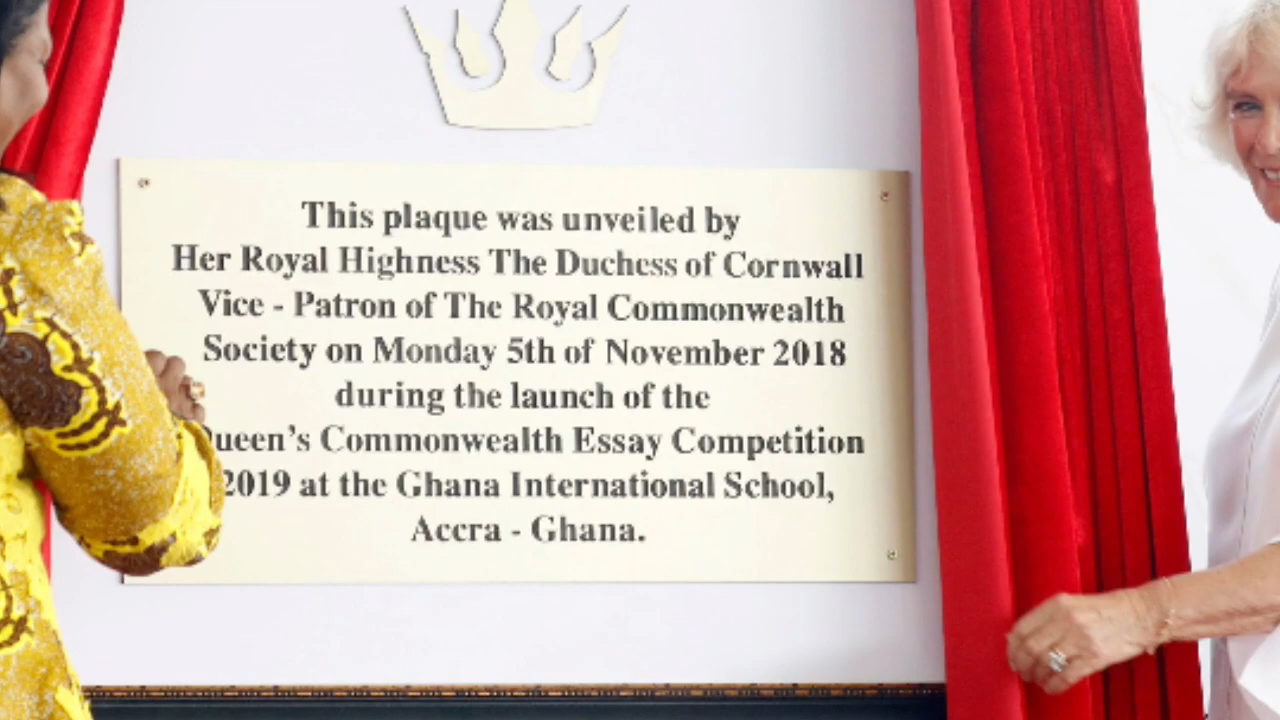 This plaque was unveiled by
Her Royal Highness The Duchess of Cornwall
Vice - Patron of The Royal Commonwealth
Society on Monday 5th of November 2018
during the launch of the
Queen's Commonwealth Essay Competition
2019 at the Ghana International School,
Accra - Ghana.